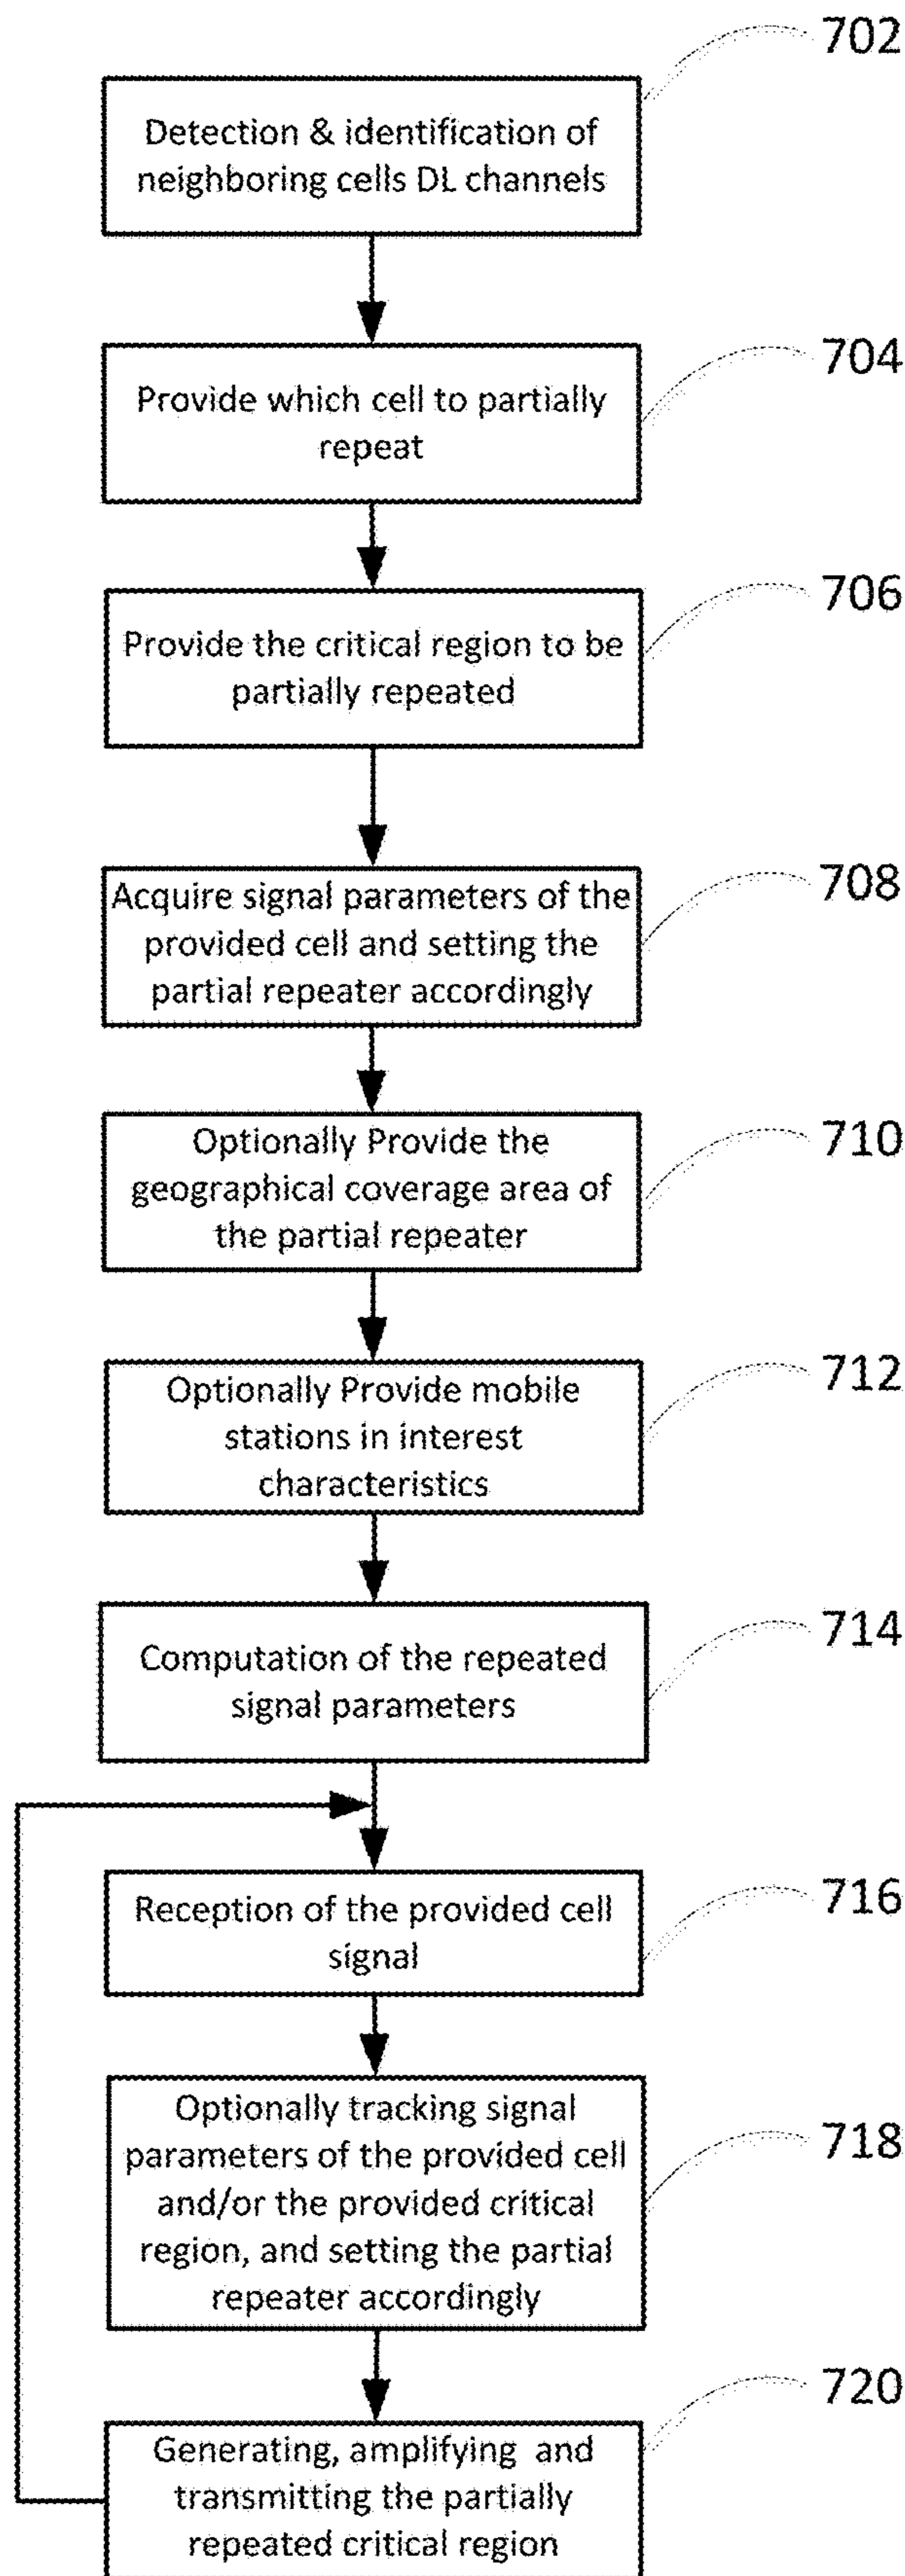 702
Detection & identification of
neighboring cells DL channels
704
Provide which cell to partially
repeat
706
Provide the critical region to be
partially repeated
708
Acquire signal parameters of the
provided cell and setting the
partial repeater accordingly
710
Optionally Provide the
geographical coverage area of
the partial repeater
712
Optionally Provide mobile
stations in interest
characteristics
714
Computation of the repeated
signal parameters
716
Reception of the provided cell
signal
718
Optionally tracking signal
parameters of the provided cell
and/or the provided critical
region, and setting the partial
repeater accordingly
720
Generating, amplifying and
transmitting the partially
repeated critical region